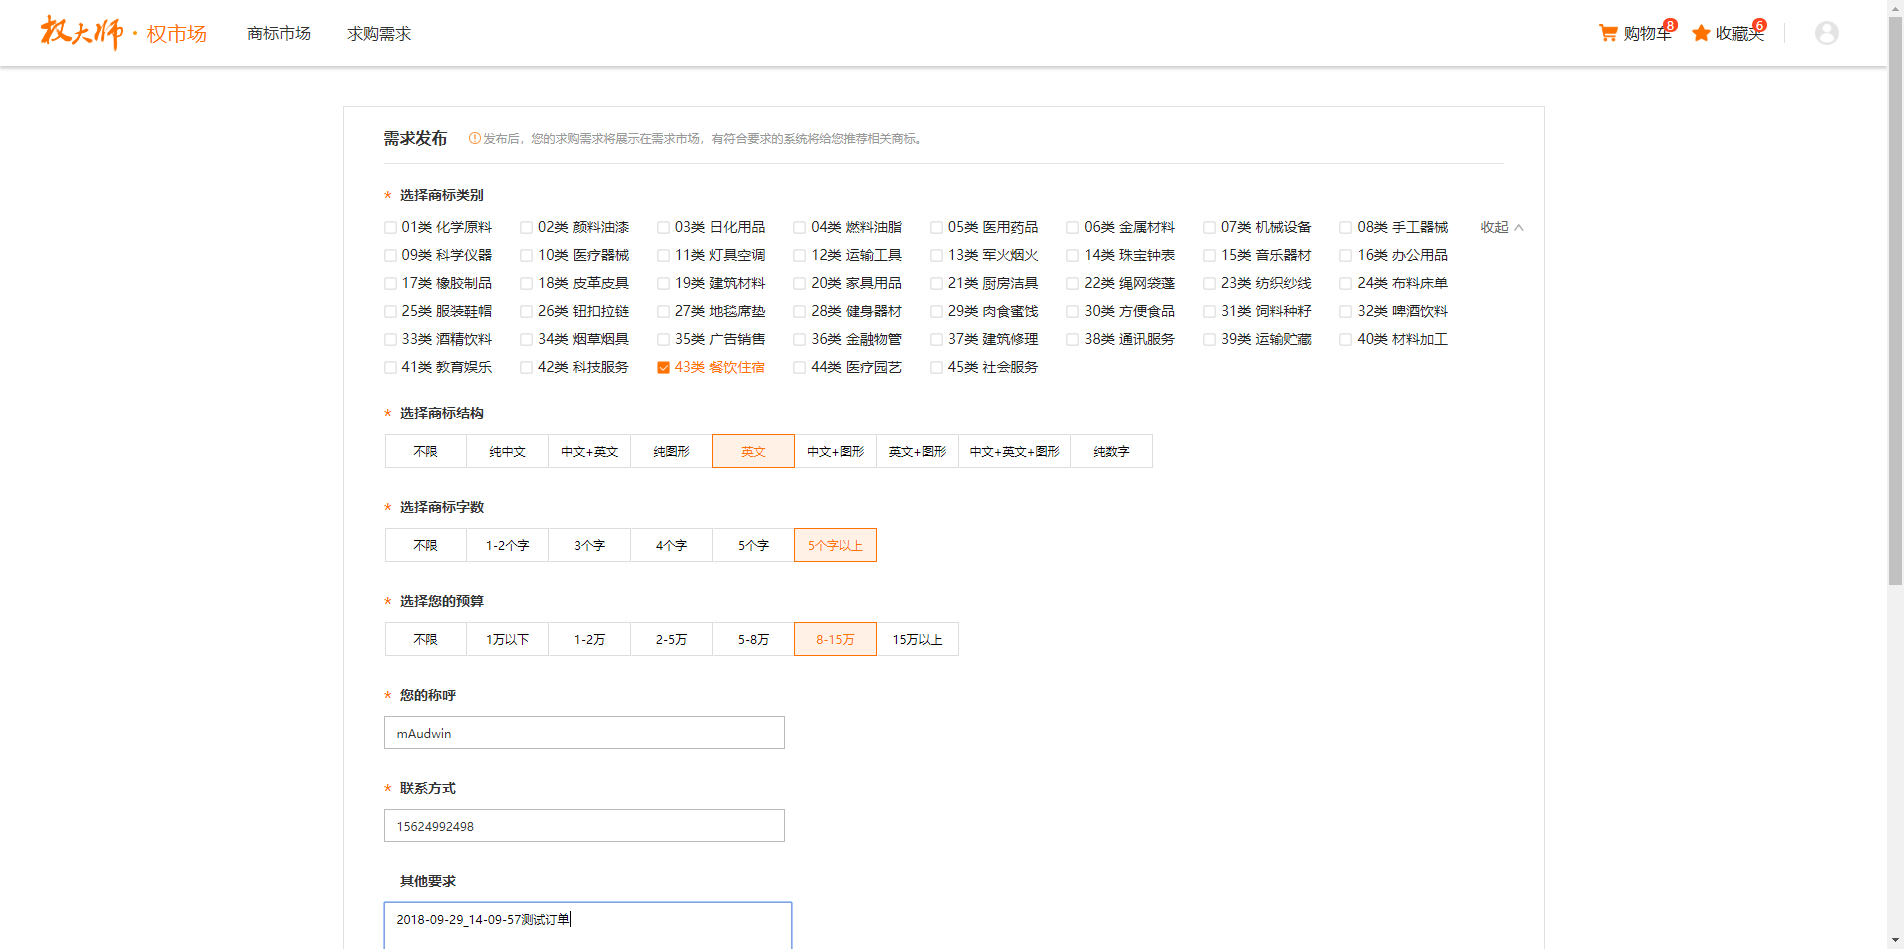 权大师·权市场 商标市场 求购需求 购物车 8 收藏夹 6
需求发布 发布后，您的求购需求将展示在需求市场，有符合要求的系统将给您推荐相关商标。
* 选择商标类别
01类 化学原料 02类 颜料油漆 03类 日化用品 04类 燃料油脂 05类 医用药品 06类 金属材料 07类 机械设备 08类 手工器械 收起
09类 科学仪器 10类 医疗器械 11类 灯具空调 12类 运输工具 13类 军火烟火 14类 珠宝钟表 15类 音乐器材 16类 办公用品
17类 橡胶制品 18类 皮革皮具 19类 建筑材料 20类 家具用品 21类 厨房洁具 22类 绳网袋蓬 23类 纺织纱线 24类 布料床单
25类 服装鞋帽 26类 钮扣拉链 27类 地毯席垫 28类 健身器材 29类 肉食蜜饯 30类 方便食品 31类 饲料种籽 32类 啤酒饮料
33类 酒精饮料 34类 烟草烟具 35类 广告销售 36类 金融物管 37类 建筑修理 38类 通讯服务 39类 运输贮藏 40类 材料加工
41类 教育娱乐 42类 科技服务 43类 餐饮住宿 44类 医疗园艺 45类 社会服务
* 选择商标结构
不限 纯中文 中文+英文 纯图形 英文 中文+图形 英文+图形 中文+英文+图形 纯数字
* 选择商标字数
不限 1-2个字 3个字 4个字 5个字 5个字以上
* 选择您的预算
不限 1万以下 1-2万 2-5万 5-8万 8-15万 15万以上
* 您的称呼
mAudwin
* 联系方式
15624992498
其他要求
2018-09-29_14-09-57测试订单